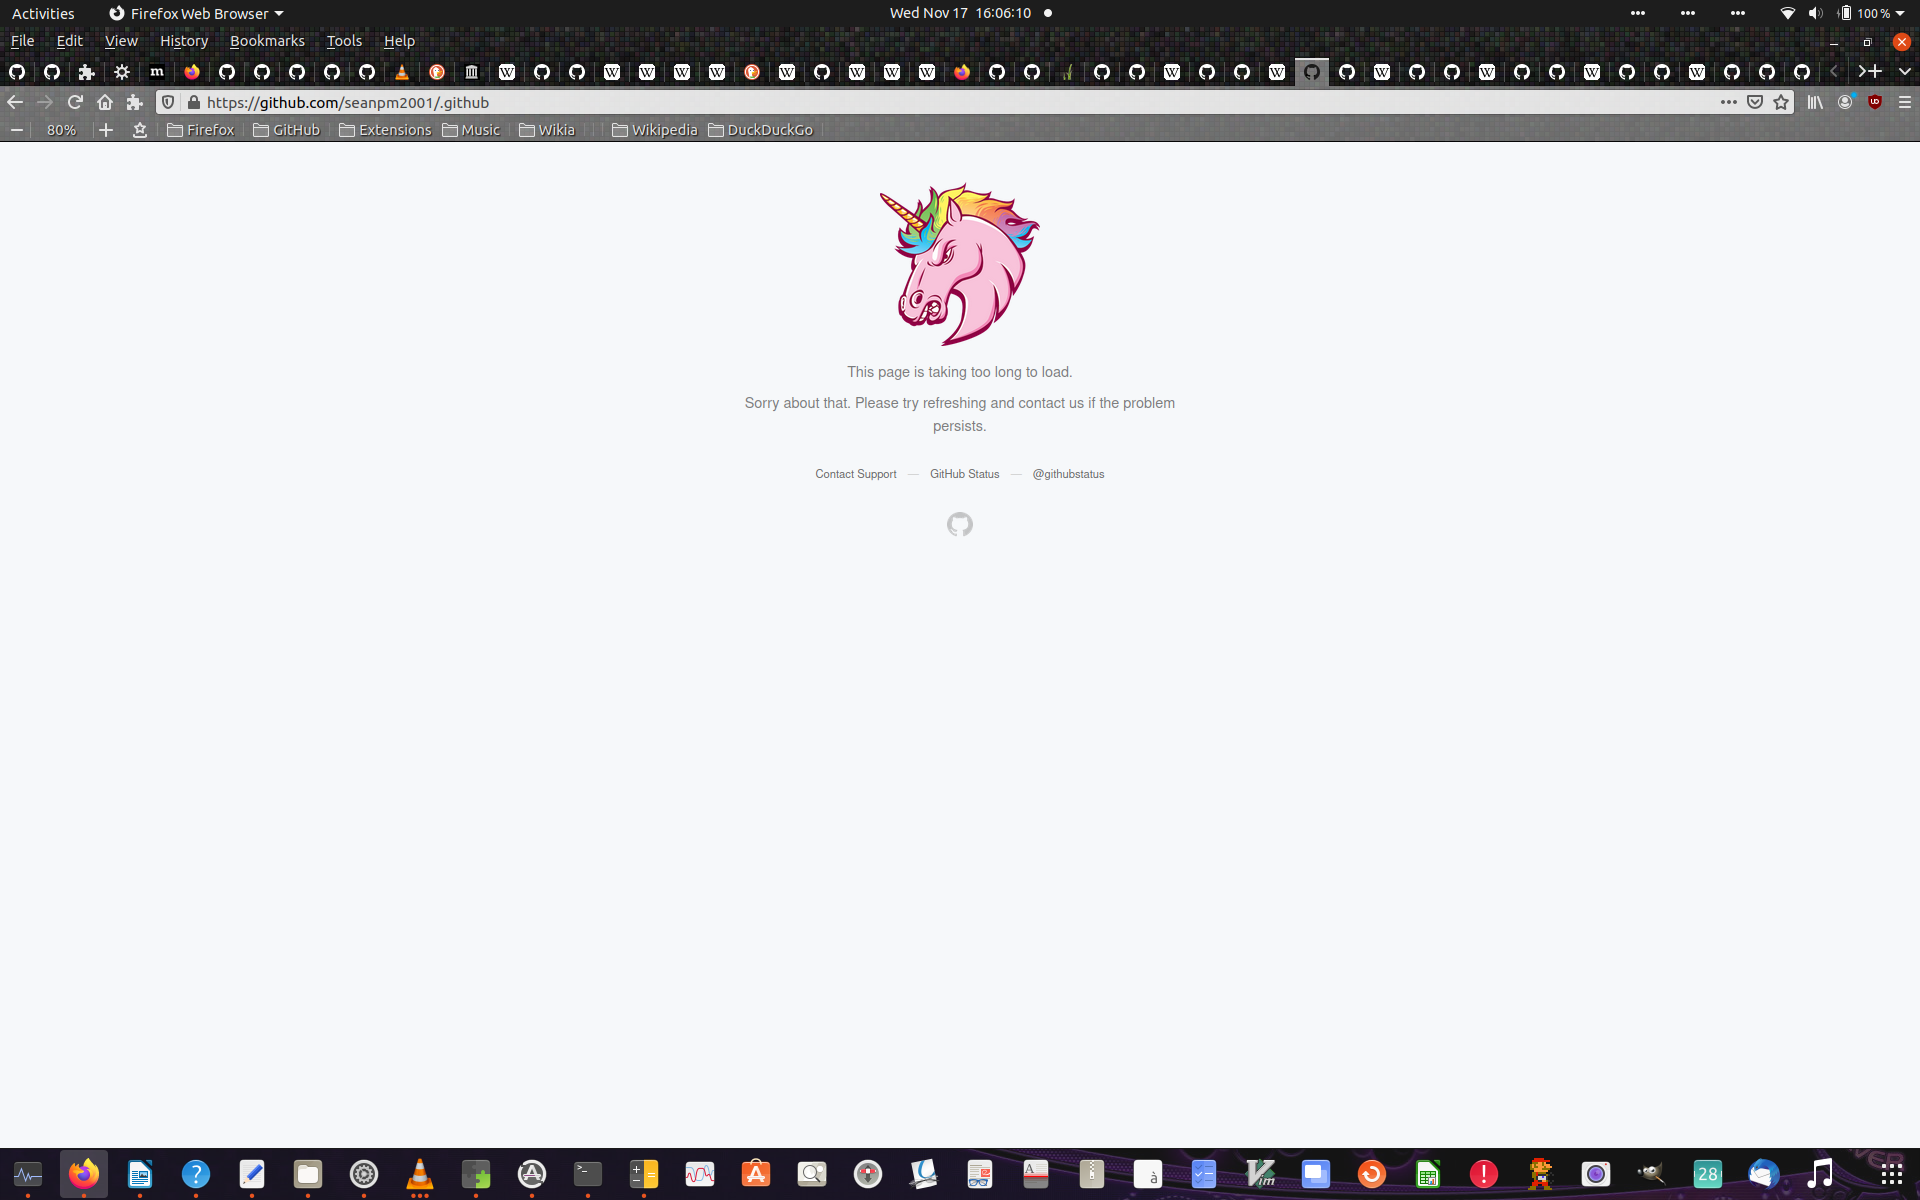 Activities
Firefox Web Browser
Wed Nov 17 16:06:10
100 %
File Edit View History Bookmarks Tools Help
https://github.com/seanpm2001/.github
80%
Firefox GitHub Extensions Music Wikia Wikipedia DuckDuckGo
This page is taking too long to load.
Sorry about that. Please try refreshing and contact us if the problem
persists.
Contact Support — GitHub Status — @githubstatus
28